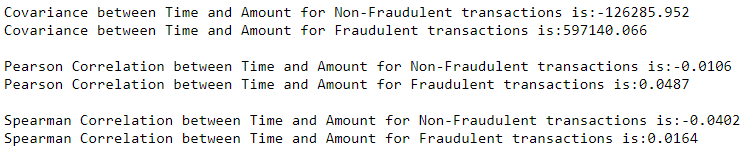 Covariance between Time and Amount for Non-Fraudulent transactions is:-126285.952
Covariance between Time and Amount for Fraudulent transactions is:597140.066
Pearson Correlation between Time and Amount for Non-Fraudulent transactions is:-0.0106
Pearson Correlation between Time and Amount for Fraudulent transactions is:0.0487
Spearman Correlation between Time and Amount for Non-Fraudulent transactions is:-0.0402
Spearman Correlation between Time and Amount for Fraudulent transactions is:0.0164